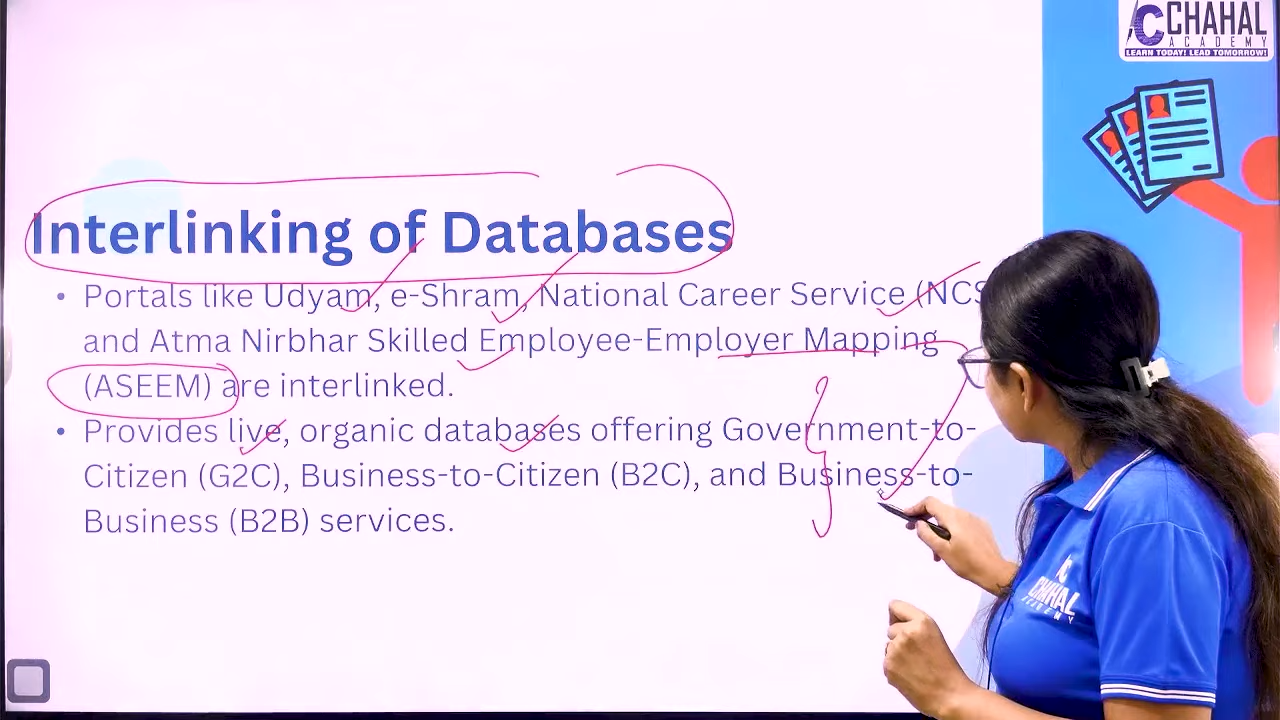 CHAHAL
ACADEMY
LEARN TODAY! LEAD TOMORROW!
Interlinking of Databases
• Portals like Udyam, e-Shram, National Career Service (NCS
and Atma Nirbhar Skilled Employee-Employer Mapping
(ASEEM) are interlinked.
• Provides live, organic databases offering Government-to-
Citizen (G2C), Business-to-Citizen (B2C), and Business-to-
Business (B2B) services.
CHAHAL
ACADEMY